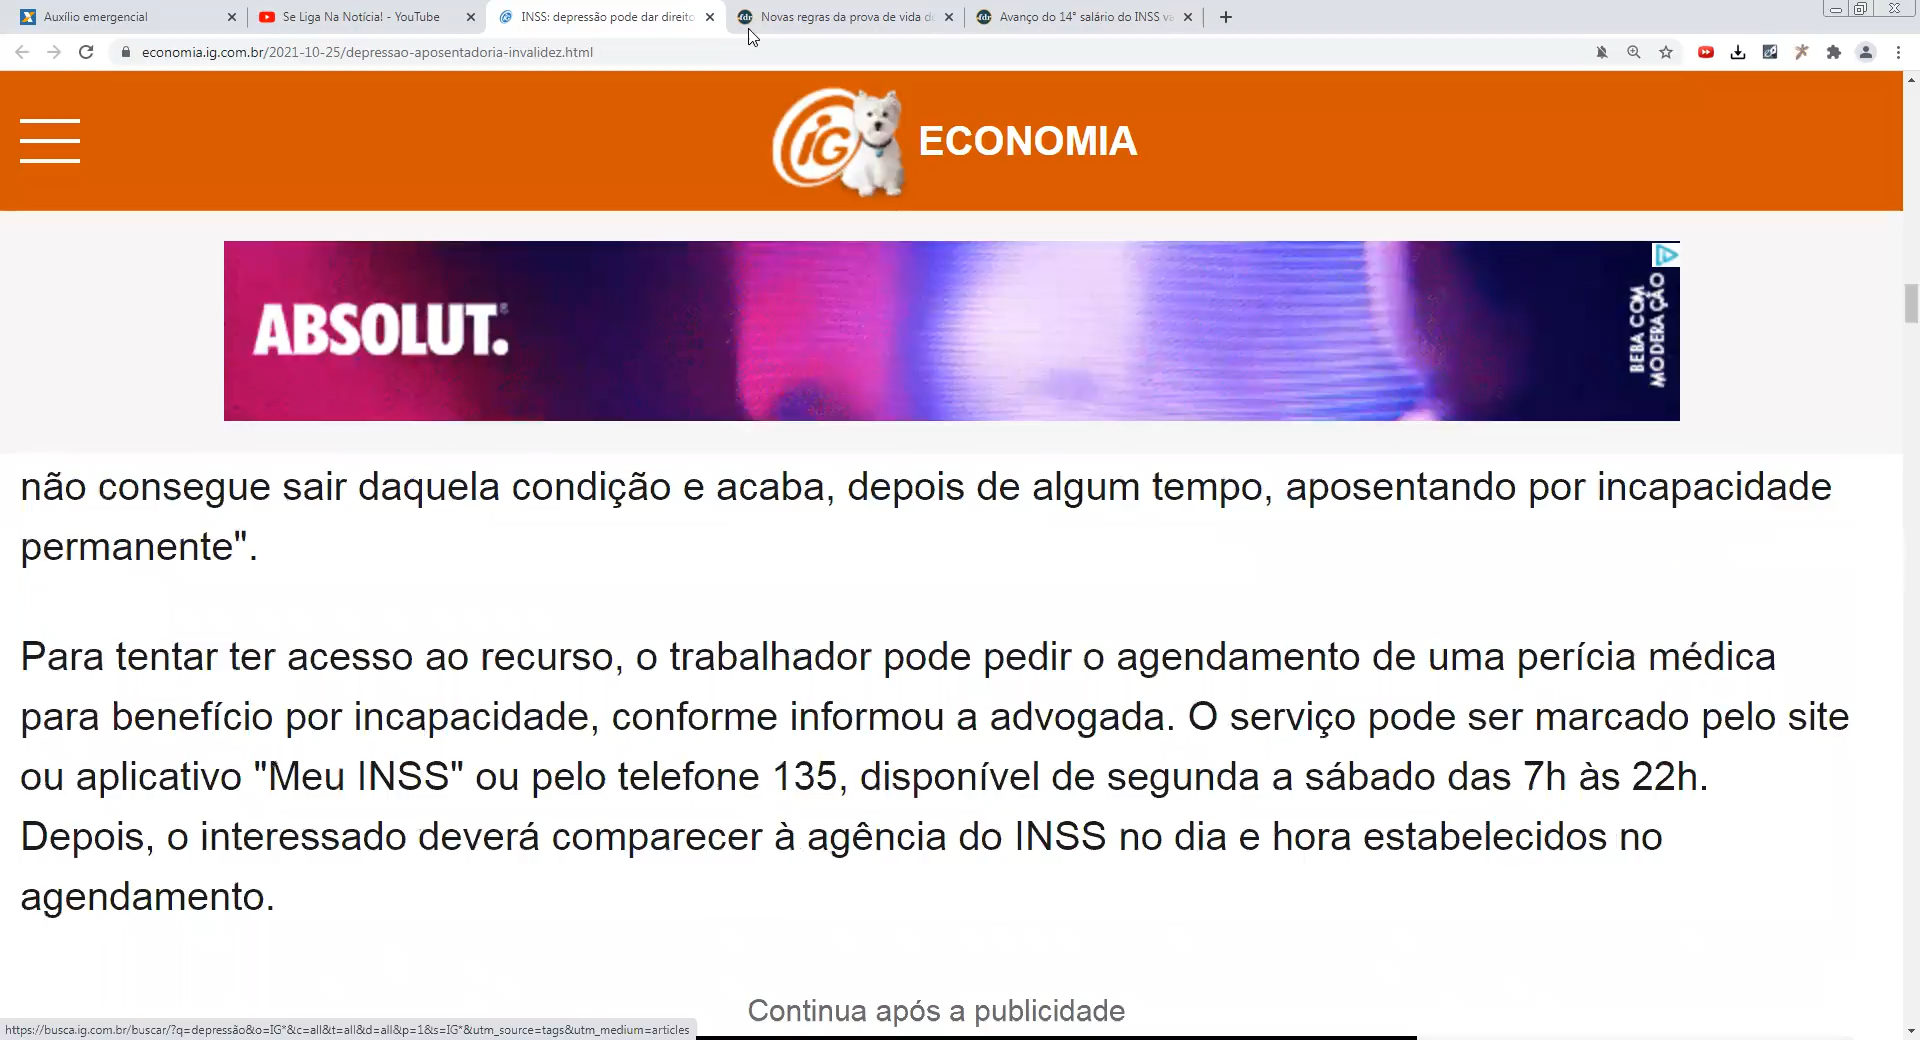 Auxílio emergencial
Se Liga Na Notícia! - YouTube
INSS: depressão pode dar direito
Novas regras da prova de vida d
Avanço do 14° salário do INSS va
economia.ig.com.br/2021-10-25/depressao-aposentadoria-invalidez.html
iG
ECONOMIA
ABSOLUT.
BEBA COM
MODERAÇÃO
não consegue sair daquela condição e acaba, depois de algum tempo, aposentando por incapacidade
permanente".
Para tentar ter acesso ao recurso, o trabalhador pode pedir o agendamento de uma perícia médica
para benefício por incapacidade, conforme informou a advogada. O serviço pode ser marcado pelo site
ou aplicativo "Meu INSS" ou pelo telefone 135, disponível de segunda a sábado das 7h às 22h.
Depois, o interessado deverá comparecer à agência do INSS no dia e hora estabelecidos no
agendamento.
Continua após a publicidade
https://busca.ig.com.br/buscar/?q=depressão&o=IG*&c=all&t=all&d=all&p=1&s=IG*&utm_source=tags&utm_medium=articles